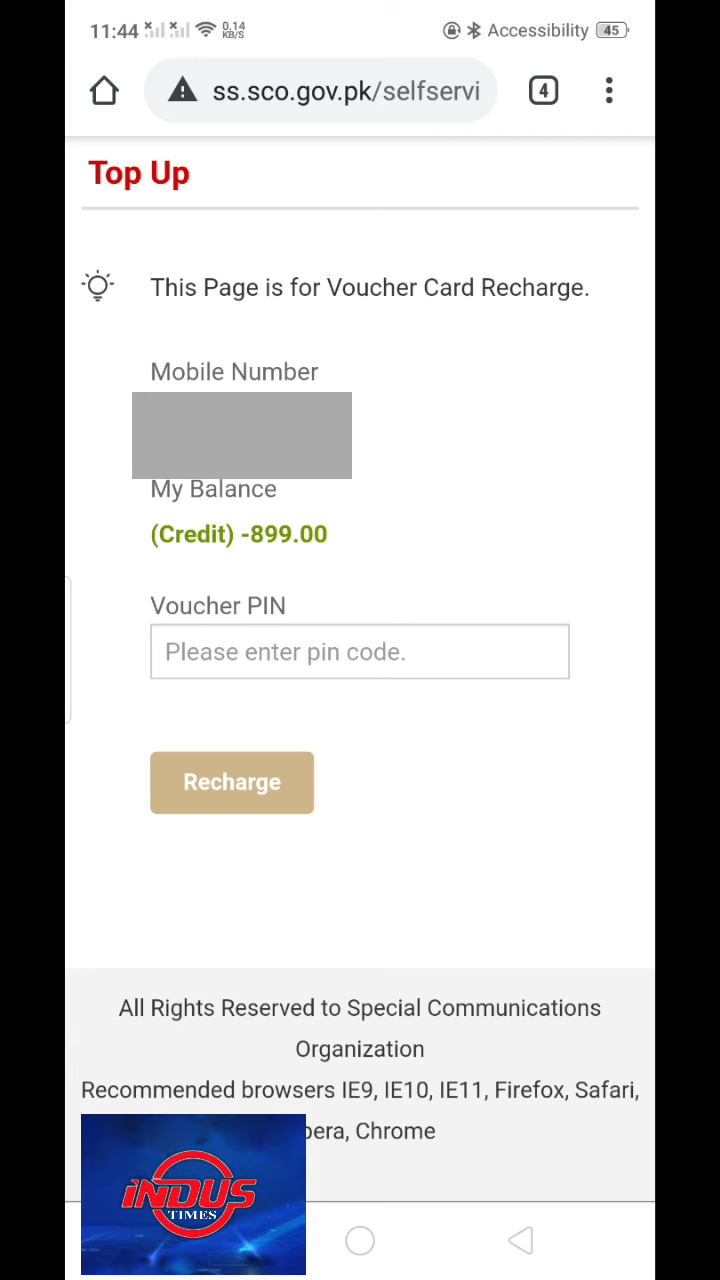 11:44 0.14 KB/S Accessibility 45
ss.sco.gov.pk/selfservi 4
Top Up
This Page is for Voucher Card Recharge.
Mobile Number
My Balance
(Credit) -899.00
Voucher PIN
Please enter pin code.
Recharge
All Rights Reserved to Special Communications
Organization
Recommended browsers IE9, IE10, IE11, Firefox, Safari,
pera, Chrome
INDUS
TIMES